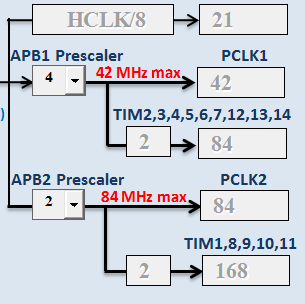 HCLK/8 21
APB1 Prescaler PCLK1
4 42 MHz max 42
)
TIM2,3,4,5,6,7,12,13,14
2 84
APB2 Prescaler PCLK2
2 84 MHz max 84
TIM1,8,9,10,11
2 168